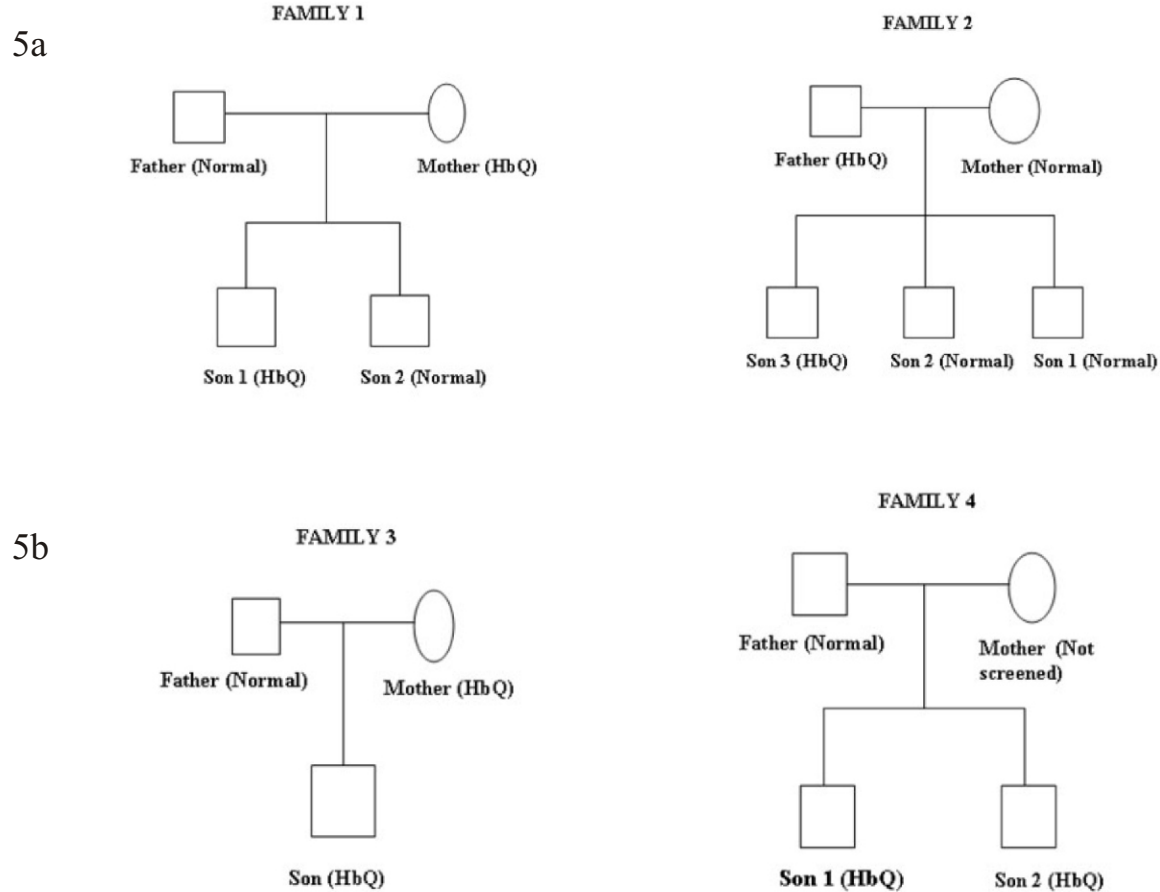 5a
FAMILY 1
Father (Normal)
Mother (HbQ)
Son 1 (HbQ)
Son 2 (Normal)
FAMILY 2
Father (HbQ)
Mother (Normal)
Son 3 (HbQ)
Son 2 (Normal)
Son 1 (Normal)
5b
FAMILY 3
Father (Normal)
Mother (HbQ)
Son (HbQ)
FAMILY 4
Father (Normal)
Mother (Not
screened)
Son 1 (HbQ)
Son 2 (HbQ)